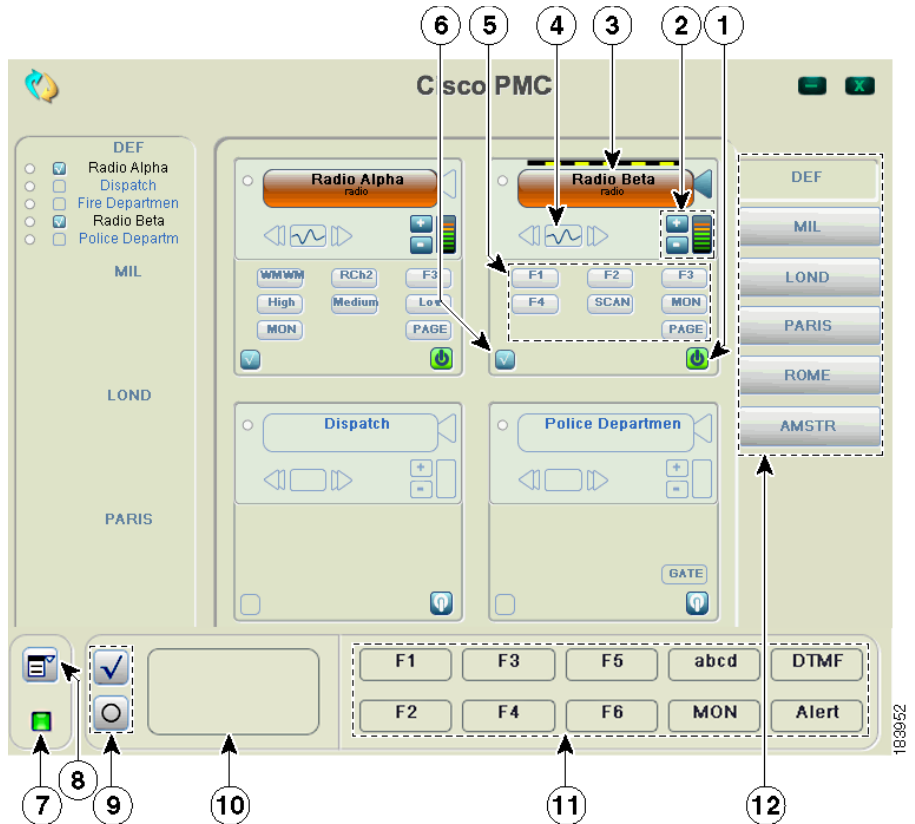 6 5 4 3 2 1
Cisco PMC
DEF
Radio Alpha
Dispatch
Fire Departmen
Radio Beta
Police Departm
MIL
LOND
PARIS
Radio Alpha
radio
WMWM RCh2 F3
High Medium Low
MON PAGE
Radio Beta
radio
F1 F2 F3
F4 SCAN MON
PAGE
Dispatch
Police Departmen
GATE
DEF
MIL
LOND
PARIS
ROME
AMSTR
F1 F3 F5 abcd DTMF
F2 F4 F6 MON Alert
183952
7 8 9 10 11 12